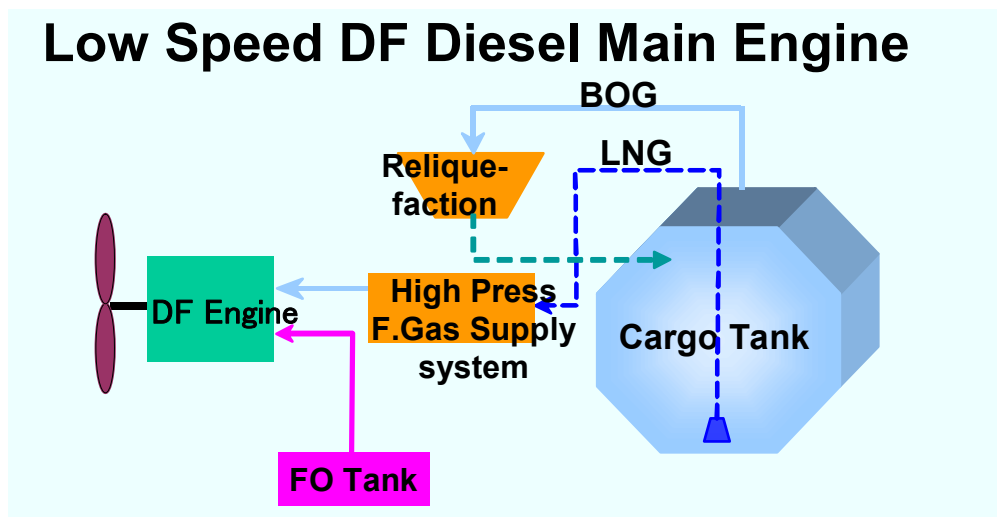 Low Speed DF Diesel Main Engine
BOG
LNG
Relique-
faction
High Press
F.Gas Supply
system
DF Engine
Cargo Tank
FO Tank